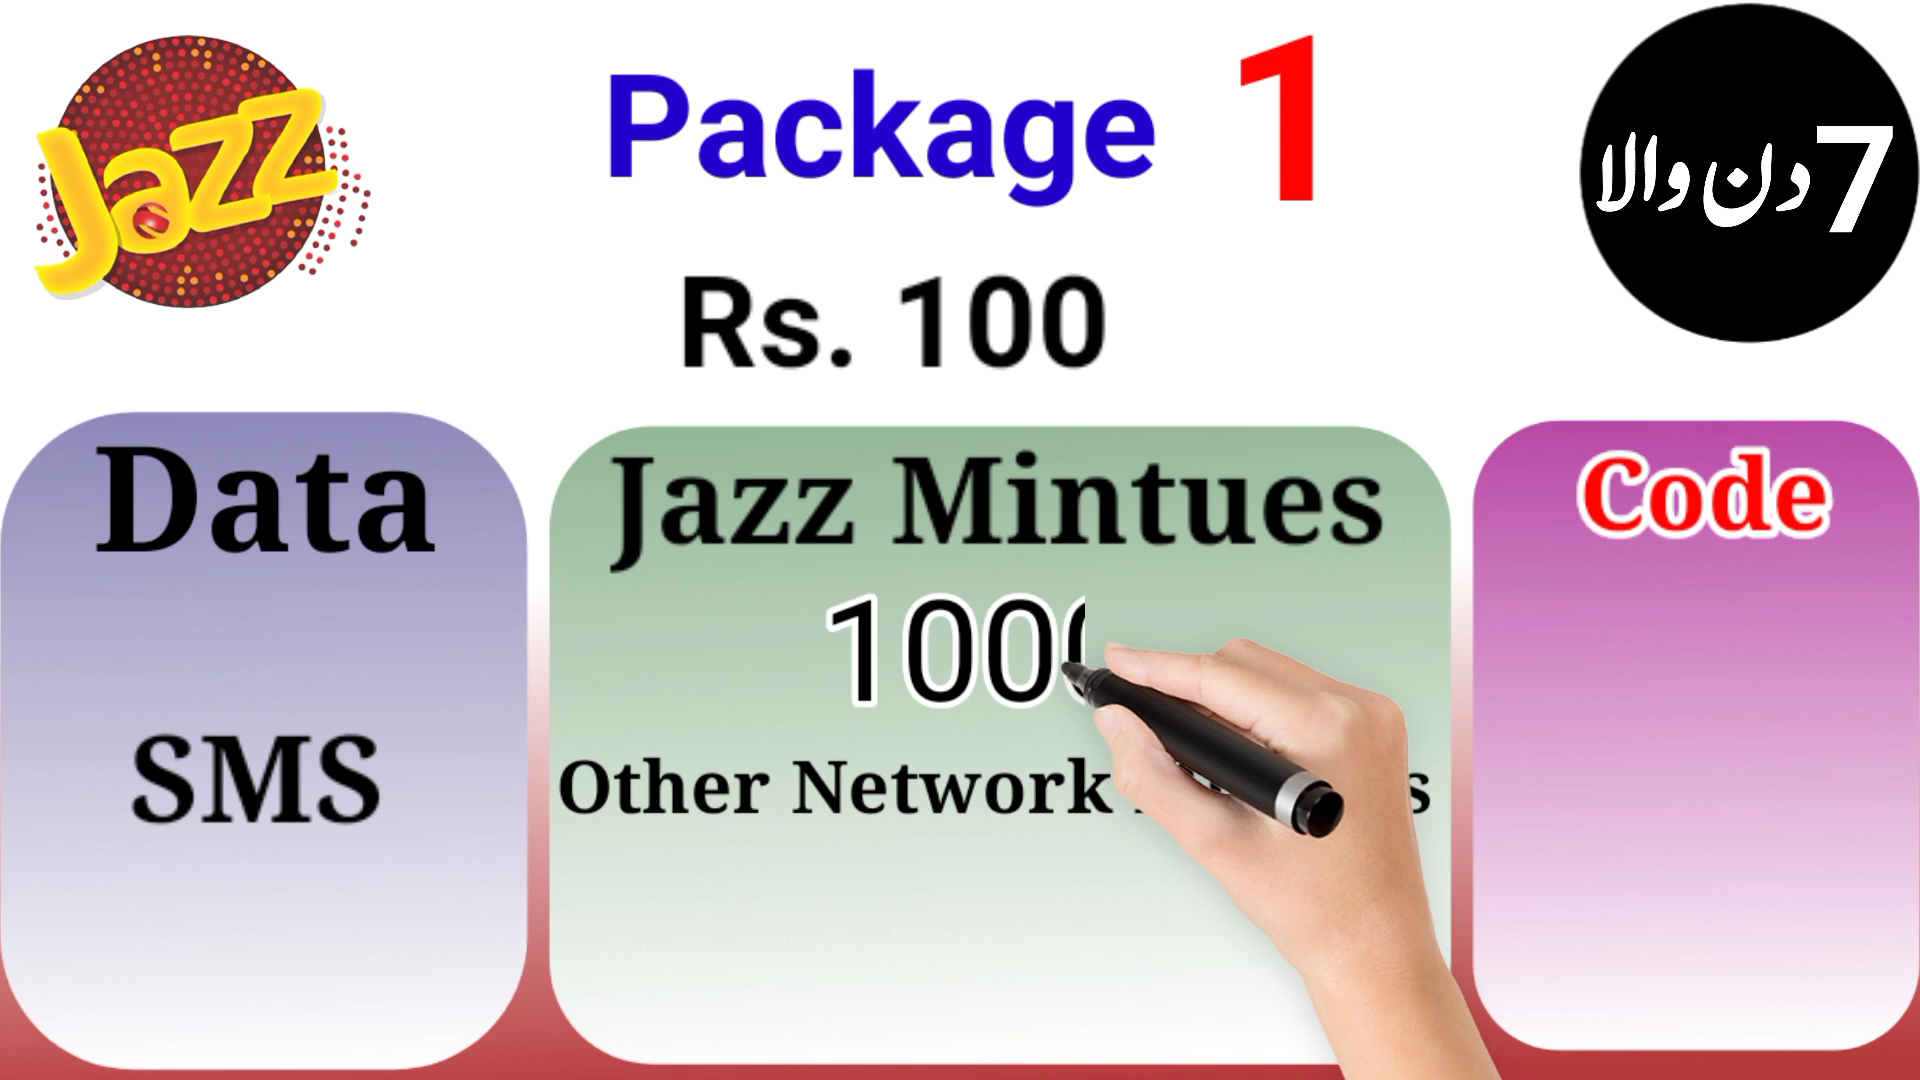 Jazz
Package 1
7 دن والا
Rs. 100
Data
SMS
Jazz Mintues
100
Other Network
Code